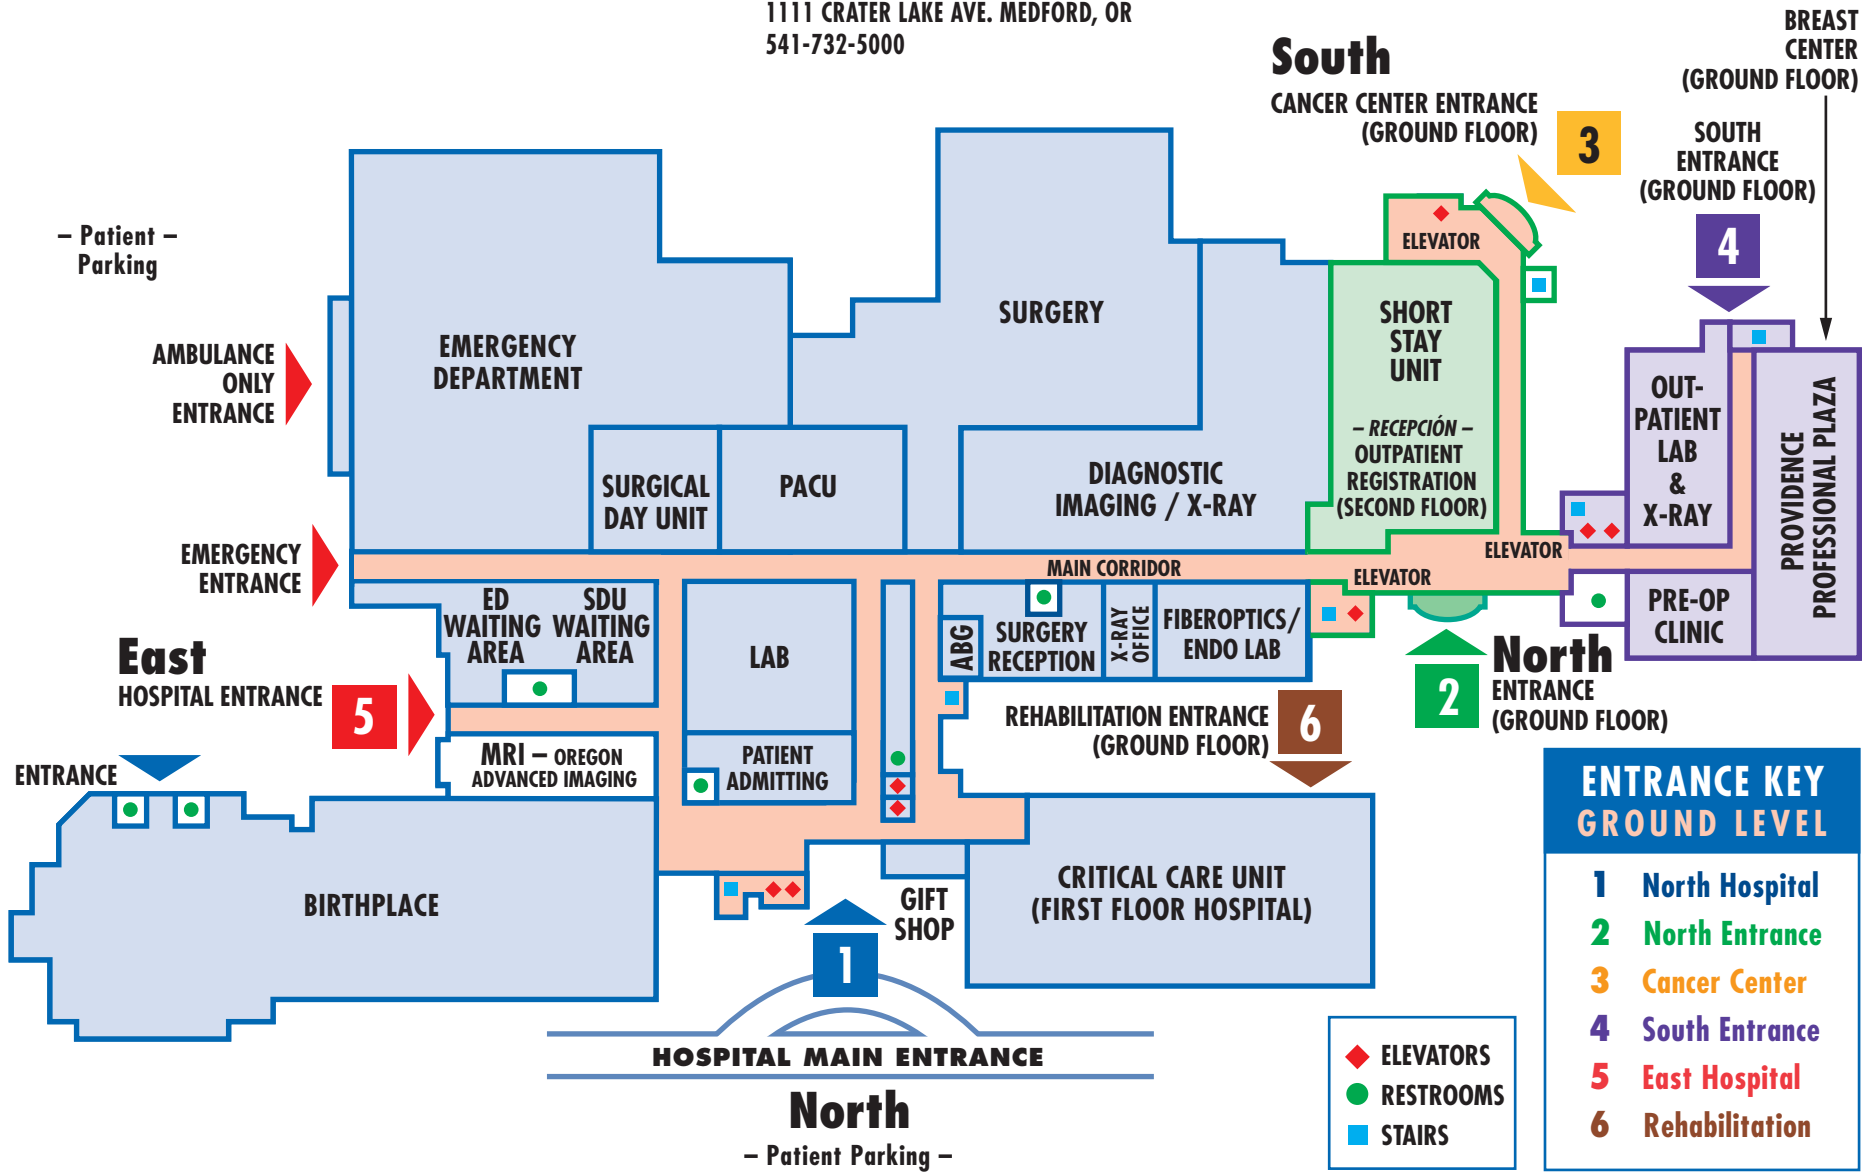 1111 CRATER LAKE AVE. MEDFORD, OR
541-732-5000
BREAST
CENTER
(GROUND FLOOR)
South
CANCER CENTER ENTRANCE
(GROUND FLOOR)
3
SOUTH
ENTRANCE
(GROUND FLOOR)
4
– Patient –
Parking
ELEVATOR
AMBULANCE
ONLY
ENTRANCE
EMERGENCY
DEPARTMENT
SURGERY
SHORT
STAY
UNIT
– RECEPCIÓN –
OUTPATIENT
REGISTRATION
(SECOND FLOOR)
OUT-
PATIENT
LAB
&
X-RAY
PROVIDENCE
PROFESSIONAL PLAZA
SURGICAL
DAY UNIT
PACU
DIAGNOSTIC
IMAGING / X-RAY
EMERGENCY
ENTRANCE
MAIN CORRIDOR
ELEVATOR
ELEVATOR
ED
WAITING
AREA
SDU
WAITING
AREA
LAB
ABG
SURGERY
RECEPTION
X-RAY
OFFICE
FIBEROPTICS/
ENDO LAB
PRE-OP
CLINIC
East
HOSPITAL ENTRANCE
5
North
ENTRANCE
(GROUND FLOOR)
2
REHABILITATION ENTRANCE
(GROUND FLOOR)
6
MRI – OREGON
ADVANCED IMAGING
PATIENT
ADMITTING
ENTRANCE
BIRTHPLACE
GIFT
SHOP
CRITICAL CARE UNIT
(FIRST FLOOR HOSPITAL)
1
HOSPITAL MAIN ENTRANCE
North
– Patient Parking –
ELEVATORS
RESTROOMS
STAIRS
ENTRANCE KEY
GROUND LEVEL
1 North Hospital
2 North Entrance
3 Cancer Center
4 South Entrance
5 East Hospital
6 Rehabilitation